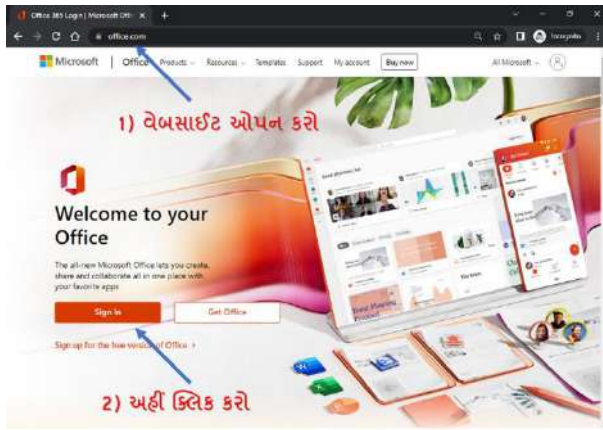 Office 365 Login | Microsoft Offi
office.com
Incognito
Microsoft | Office Products Resources Templates Support My account Buy now All Microsoft
1) વેબસાઈટ ઓપન કરો
Welcome to your
Office
The all-new Microsoft Office lets you create,
share and collaborate all in one place with
your favorite apps
Sign in Get Office
Sign up for the free version of Office >
2) અહીં ક્લિક કરો